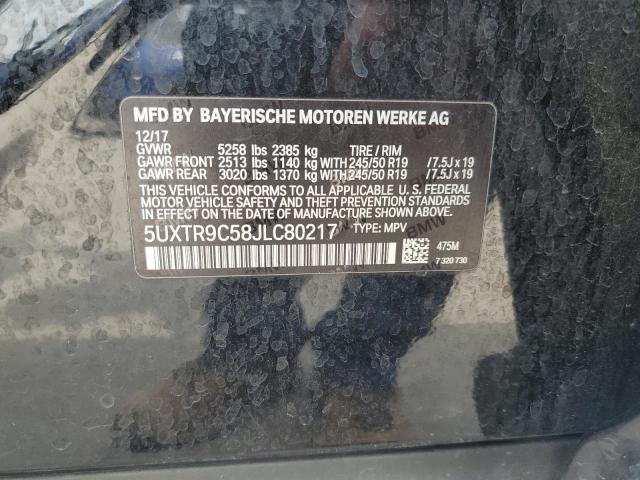 MFD BY BAYERISCHE MOTOREN WERKE AG
12/17
GVWR 5258 lbs 2385 kg TIRE / RIM
GAWR FRONT 2513 lbs 1140 kg WITH 245/50 R19 /7.5J x 19
GAWR REAR 3020 lbs 1370 kg WITH 245/50 R19 /7.5J x 19
THIS VEHICLE CONFORMS TO ALL APPLICABLE U. S. FEDERAL
MOTOR VEHICLE SAFETY AND THEFT PREVENTION STANDARDS
IN EFFECT ON THE DATE OF MANUFACTURE SHOWN ABOVE.
5UXTR9C58JLC80217 TYPE: MPV
475M
7 320 730